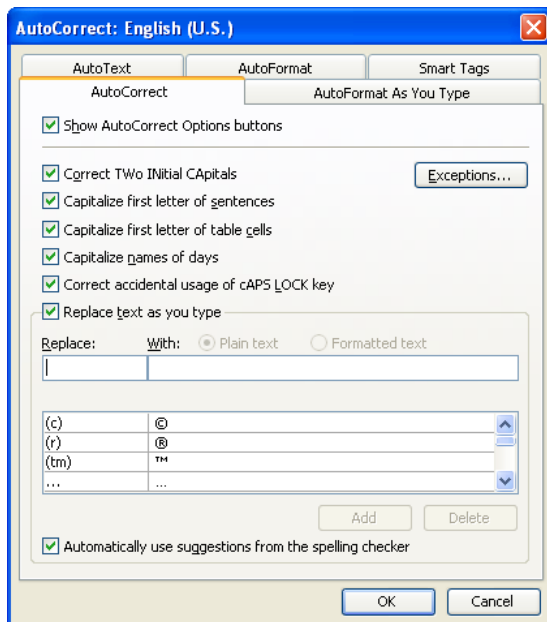 AutoCorrect: English (U.S.)
AutoText AutoFormat Smart Tags
AutoCorrect AutoFormat As You Type
Show AutoCorrect Options buttons
Correct TWo INitial CApitals Exceptions...
Capitalize first letter of sentences
Capitalize first letter of table cells
Capitalize names of days
Correct accidental usage of cAPS LOCK key
Replace text as you type
Replace: With: Plain text Formatted text
(c) ©
(r) ®
(tm) ™
... ...
Add Delete
Automatically use suggestions from the spelling checker
OK Cancel